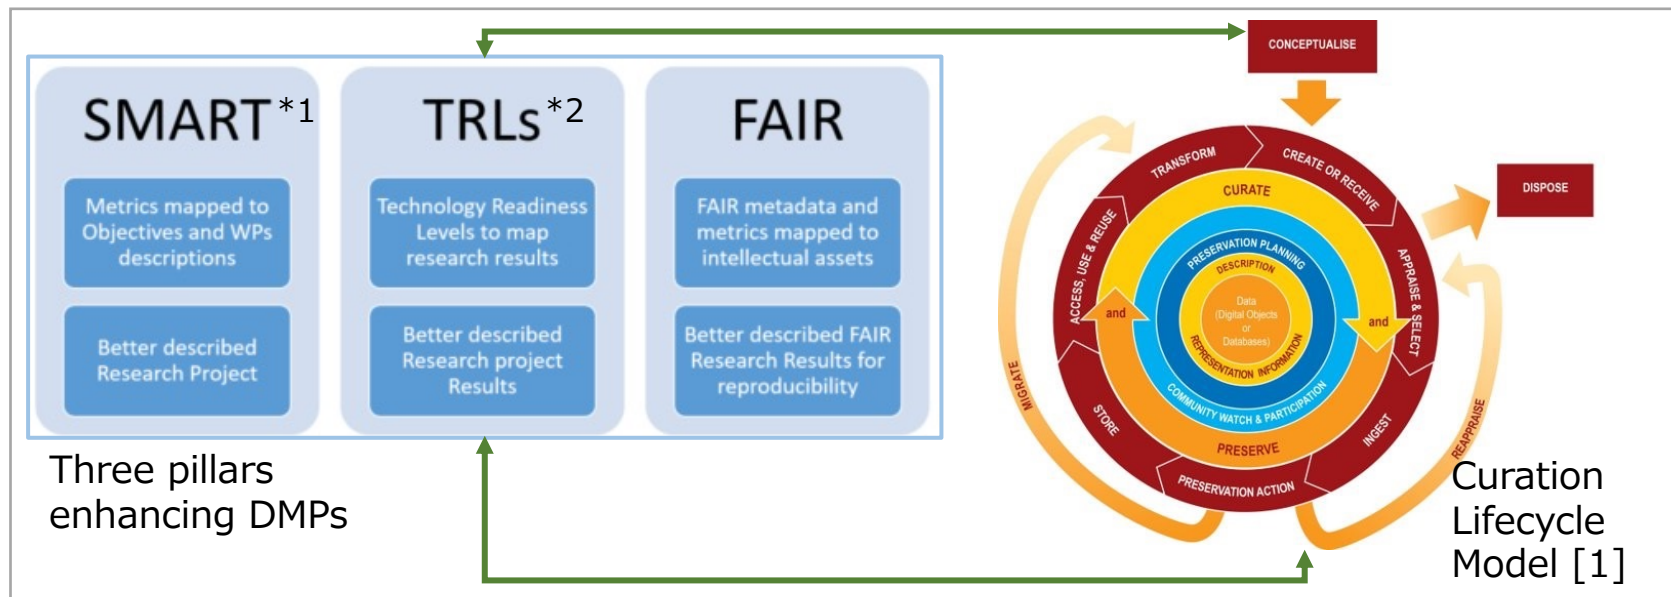 SMART *1
Metrics mapped to
Objectives and WPs
descriptions
Better described
Research Project
TRLs *2
Technology Readiness
Levels to map
research results
Better described
Research project
Results
FAIR
FAIR metadata and
metrics mapped to
intellectual assets
Better described FAIR
Research Results for
reproducibility
Three pillars
enhancing DMPs
CONCEPTUALISE
DISPOSE
TRANSFORM
CREATE OR RECEIVE
APPRAISE & SELECT
INGEST
PRESERVATION ACTION
STORE
ACCESS, USE & REUSE
CURATE
and
PRESERVE
and
PRESERVATION PLANNING
COMMUNITY WATCH & PARTICIPATION
DESCRIPTION
REPRESENTATION INFORMATION
Data
(Digital Objects
or
Databases)
MIGRATE
REAPPRAISE
Curation
Lifecycle
Model [1]